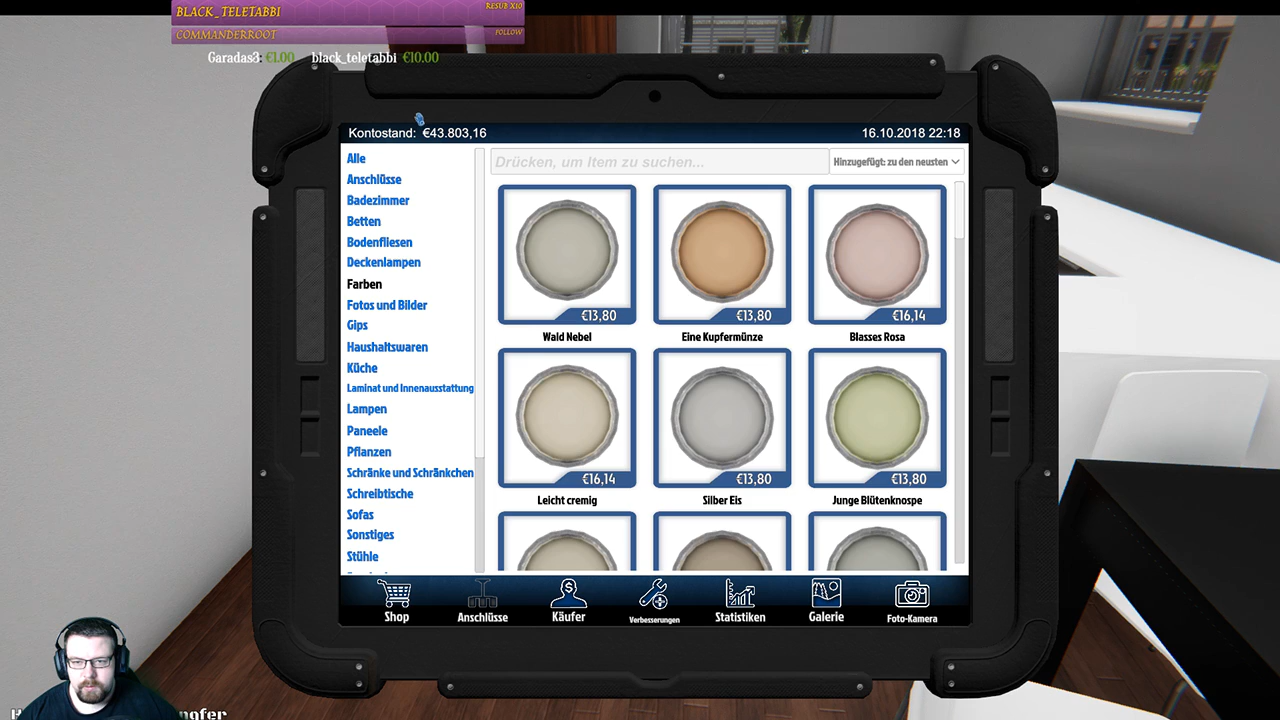 BLACK_TELETABBI RESUB X10
COMMANDERROOT FOLLOW
Garadas3: €1.00 black_teletabbi €10.00
Kontostand: €43.803,16 16.10.2018 22:18
Alle
Anschlüsse
Badezimmer
Betten
Bodenfliesen
Deckenlampen
Farben
Fotos und Bilder
Gips
Haushaltswaren
Küche
Laminat und Innenausstattung
Lampen
Paneele
Pflanzen
Schränke und Schränkchen
Schreibtische
Sofas
Sonstiges
Stühle
Drücken, um Item zu suchen... Hinzugefügt: zu den neusten
€13,80 €13,80 €16,14
Wald Nebel Eine Kupfermünze Blasses Rosa
€16,14 €13,80 €13,80
Leicht cremig Silber Eis Junge Blütenknospe
Shop Anschlüsse Käufer Verbesserungen Statistiken Galerie Foto-Kamera